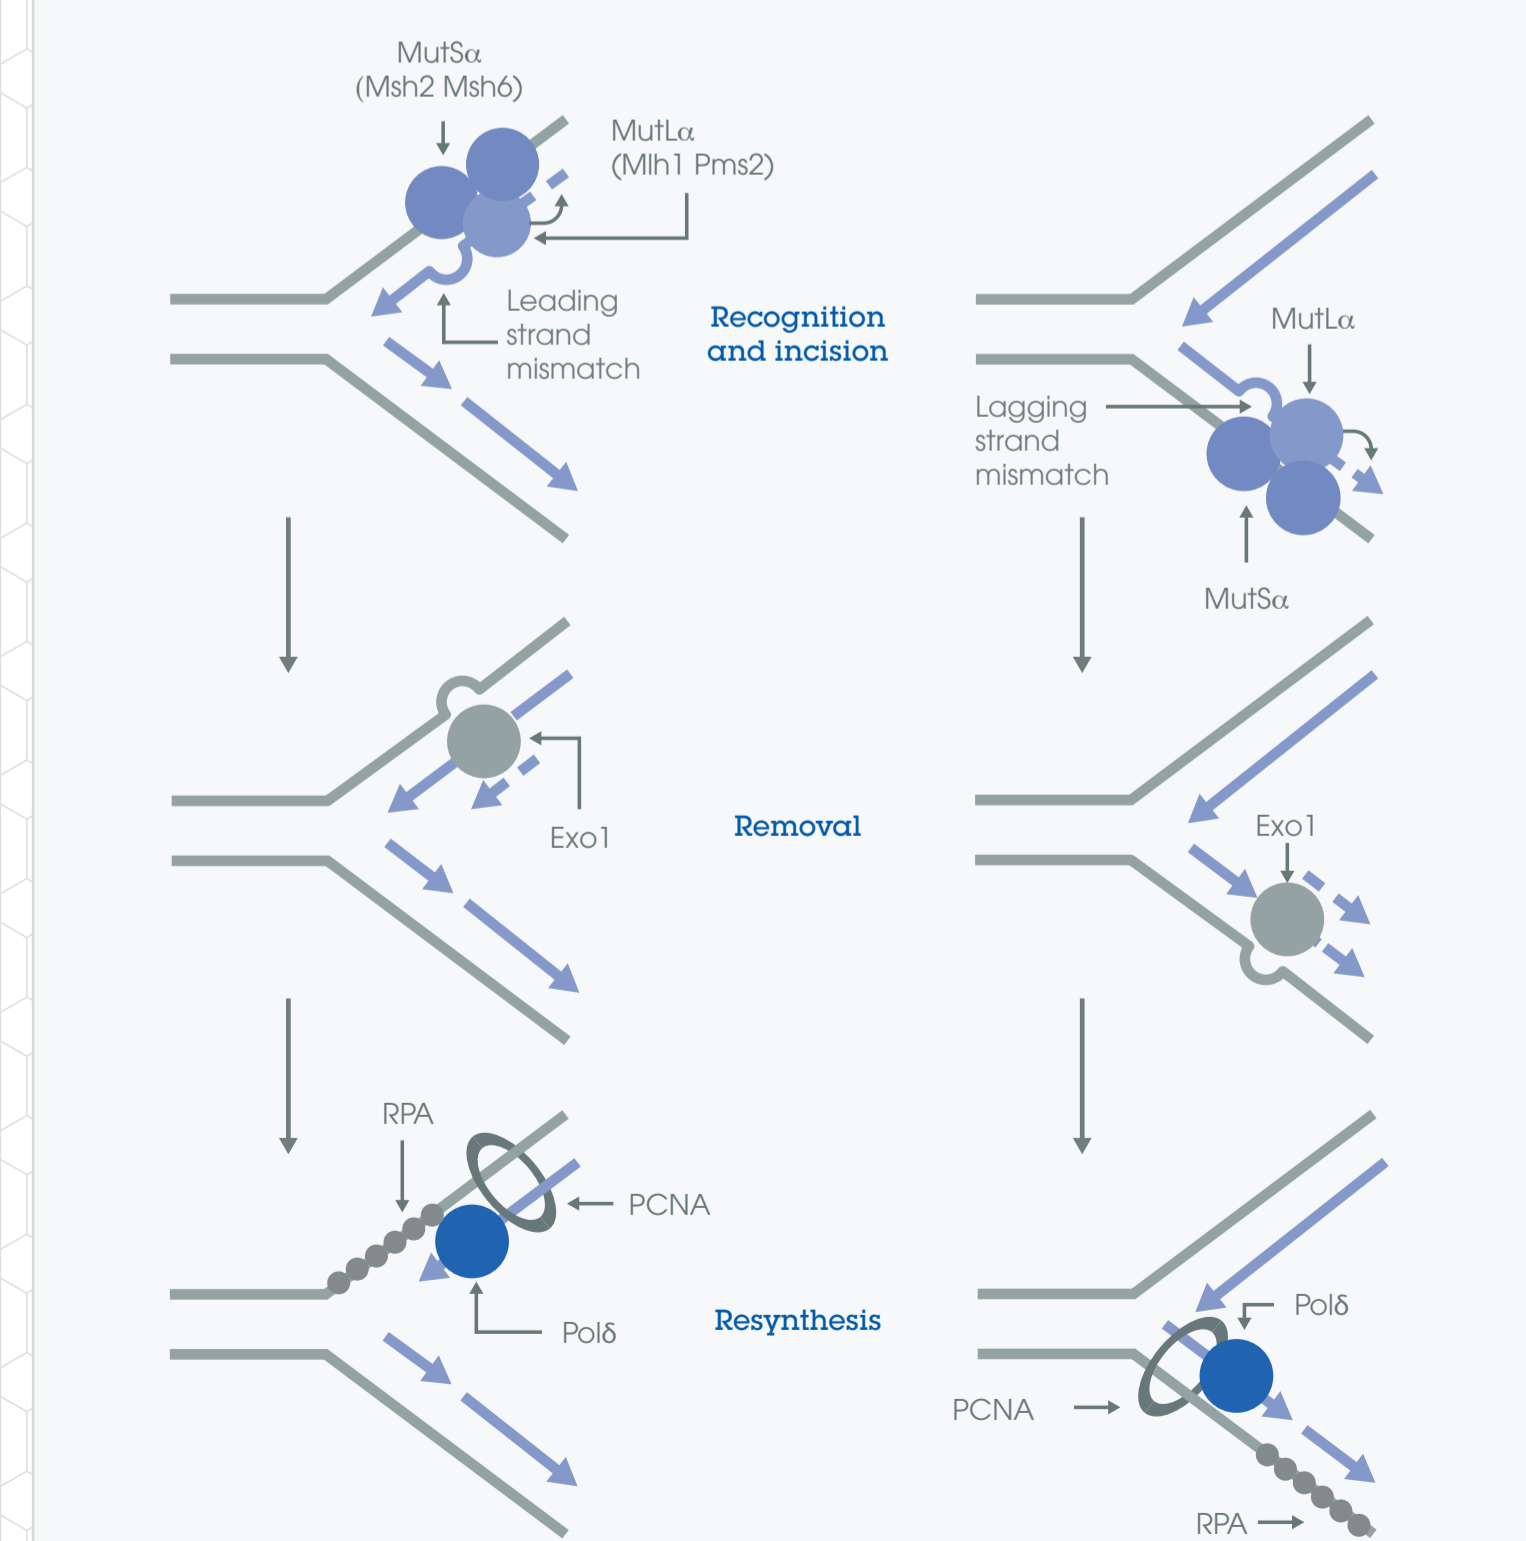 MutSα
(Msh2 Msh6)
MutLα
(Mlh1 Pms2)
Leading
strand
mismatch
Recognition
and incision
MutLα
Lagging
strand
mismatch
MutSα
Exo1
Removal
Exo1
RPA
PCNA
Polδ
Resynthesis
Polδ
PCNA
RPA